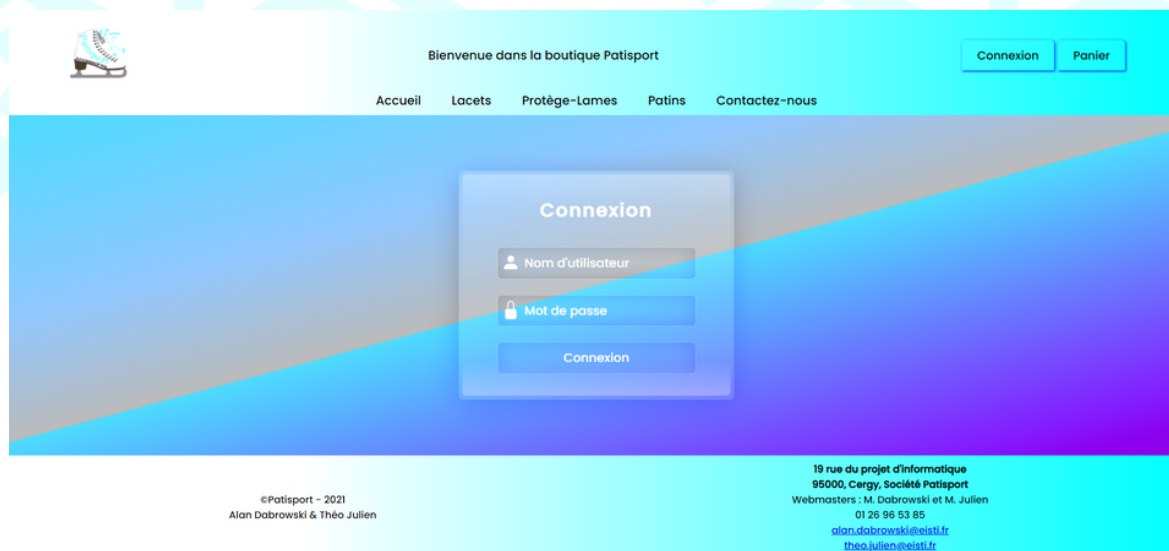 Bienvenue dans la boutique Patisport
Connexion
Panier
Accueil
Lacets
Protège-Lames
Patins
Contactez-nous
Connexion
Nom d'utilisateur
Mot de passe
Connexion
©Patisport - 2021
Alan Dabrowski & Théo Julien
19 rue du projet d'informatique
95000, Cergy, Société Patisport
Webmasters : M. Dabrowski et M. Julien
01 26 96 53 85
alan.dabrowski@eisti.fr
theo.julien@eisti.fr